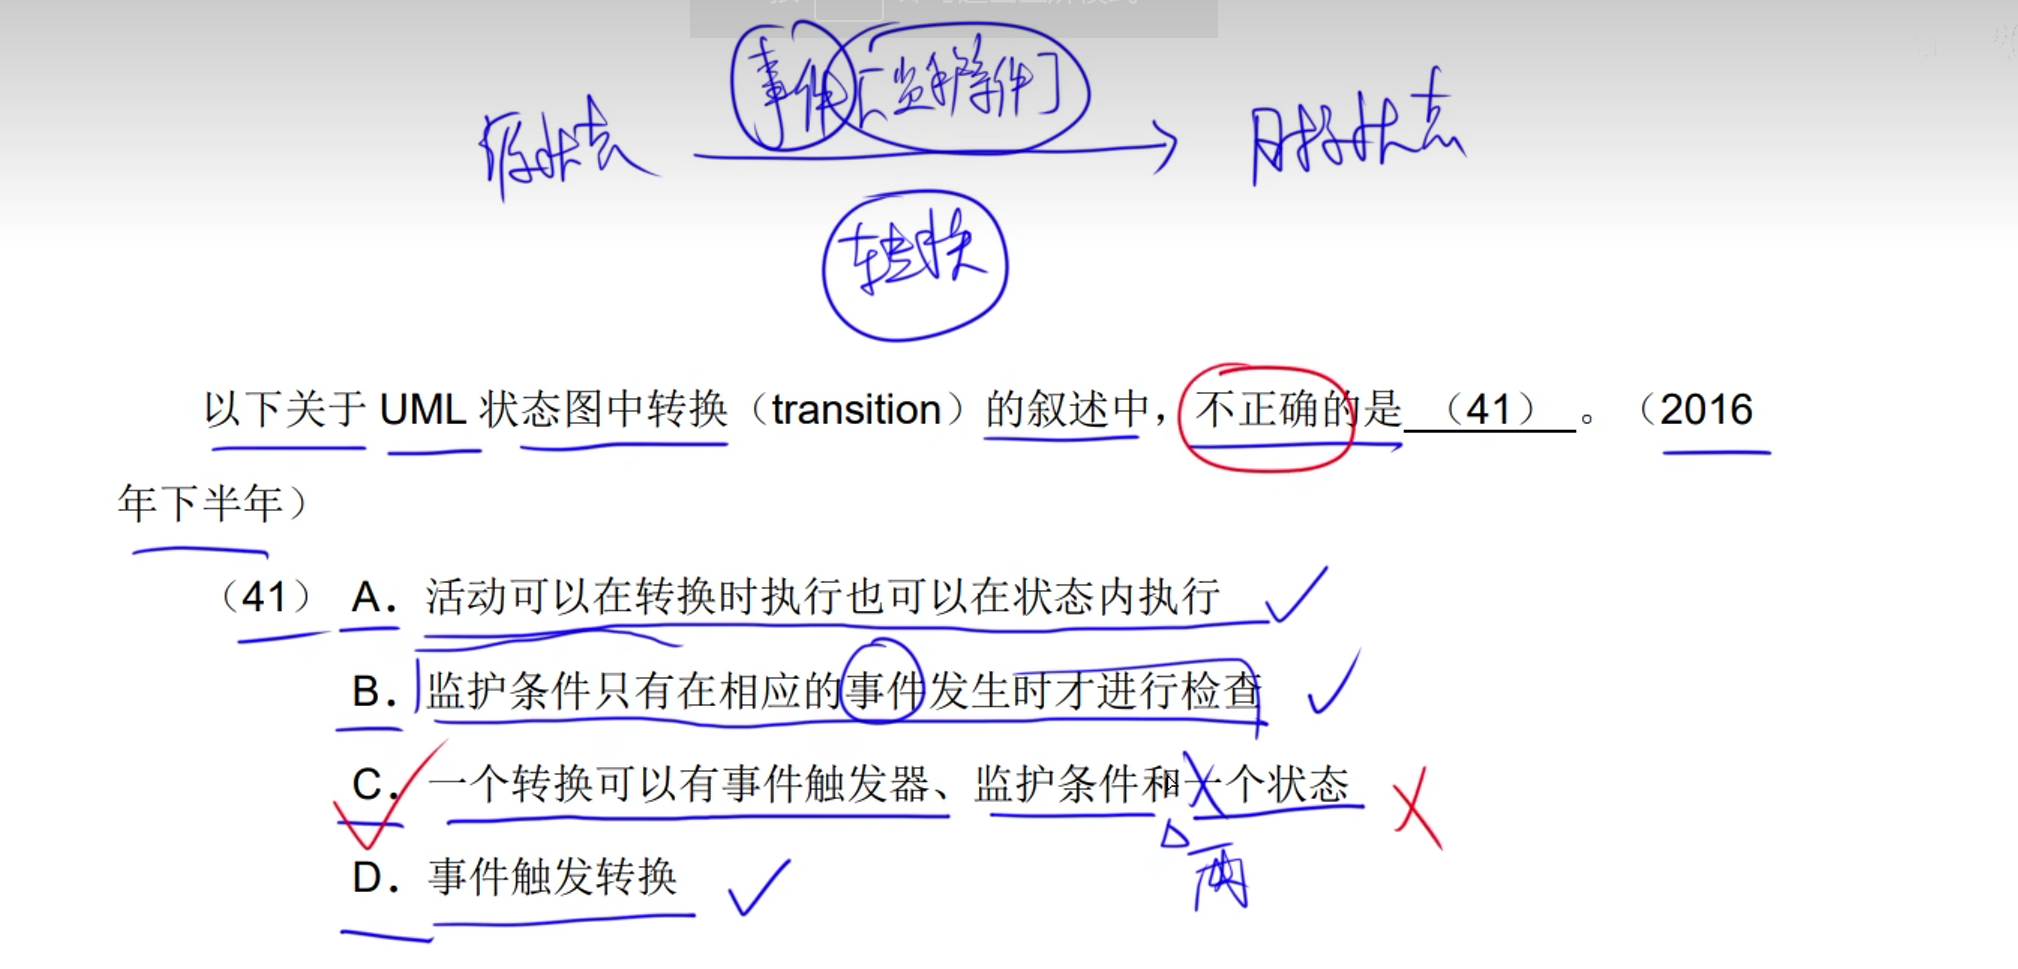 事件[监护条件]
源状态
目标状态
转换
以下关于 UML 状态图中转换（transition）的叙述中，不正确的是 （41） 。（2016
年下半年）
（41） A．活动可以在转换时执行也可以在状态内执行
B．监护条件只有在相应的事件发生时才进行检查
C．一个转换可以有事件触发器、监护条件和一个状态
两
D．事件触发转换